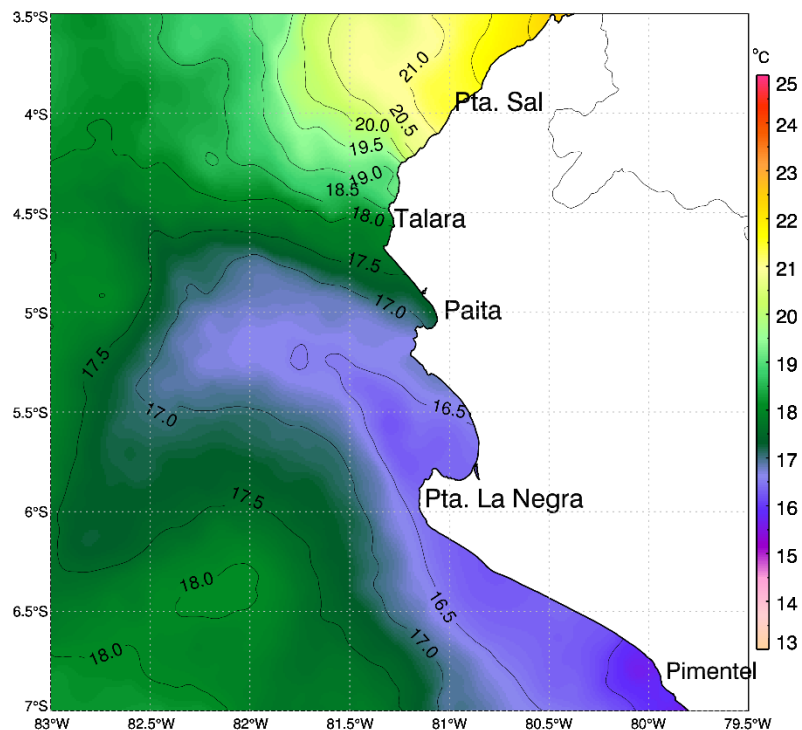 3.5°S
°C
25
21.0
24
Pta. Sal
4°S
20.5
20.0
23
19.5
19.0
18.5
22
4.5°S
18.0
Talara
21
17.5
20
5°S
17.0
Paita
19
17.5
5.5°S
17.0
16.5
18
17
Pta. La Negra
17.5
6°S
16
18.0
15
6.5°S
16.5
14
18.0
17.0
Pimentel
13
7°S
83°W 82.5°W 82°W 81.5°W 81°W 80.5°W 80°W 79.5°W